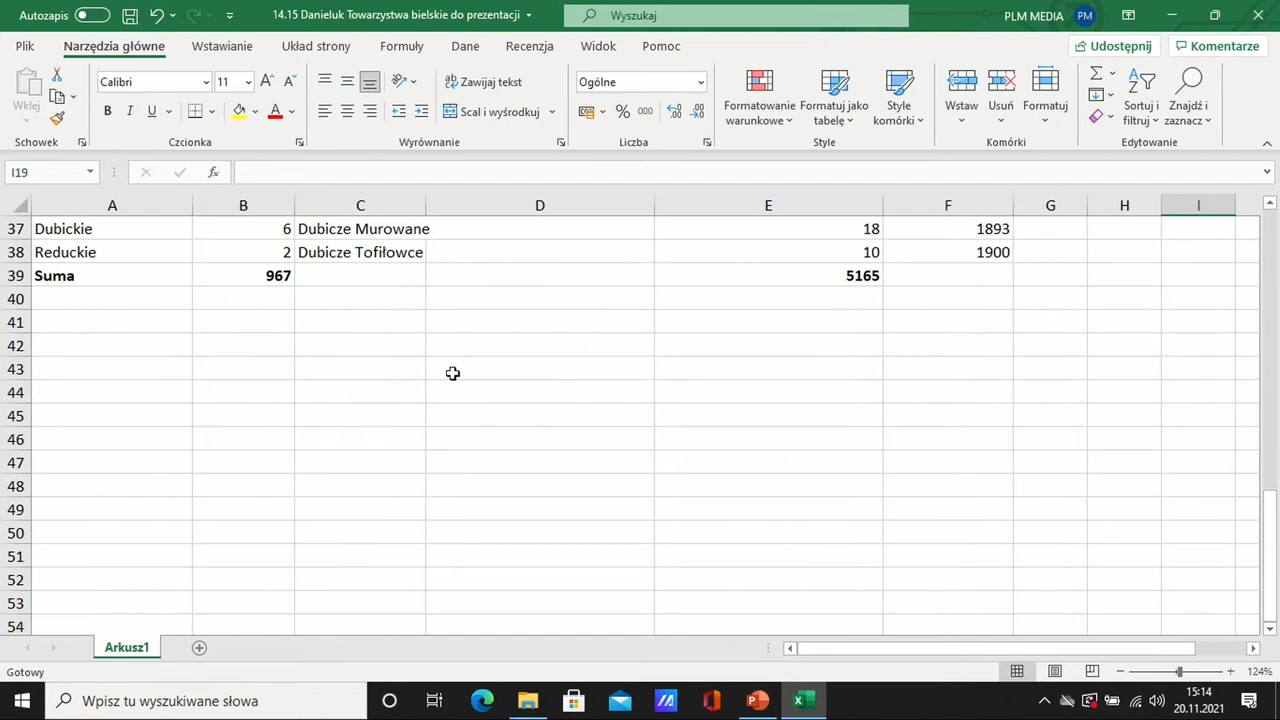 Autozapis
14.15 Danieluk Towarzystwa bielskie do prezentacji
Wyszukaj
PLM MEDIA
PM
Plik
Narzędzia główne
Wstawianie
Układ strony
Formuły
Dane
Recenzja
Widok
Pomoc
Udostępnij
Komentarze
Wklej
Calibri
11
B I U
Zawijaj tekst
Scal i wyśrodkuj
Ogólne
% 000
Formatowanie warunkowe
Formatuj jako tabelę
Style komórki
Wstaw
Usuń
Formatuj
Sortuj i filtruj
Znajdź i zaznacz
Schowek
Czcionka
Wyrównanie
Liczba
Style
Komórki
Edytowanie
I19
fx
A B C D E F G H I
37 Dubickie 6 Dubicze Murowane 18 1893
38 Reduckie 2 Dubicze Tofiłowce 10 1900
39 Suma 967 5165
40
41
42
43
44
45
46
47
48
49
50
51
52
53
54
Arkusz1
Gotowy
124%
Wpisz tu wyszukiwane słowa
15:14
20.11.2021